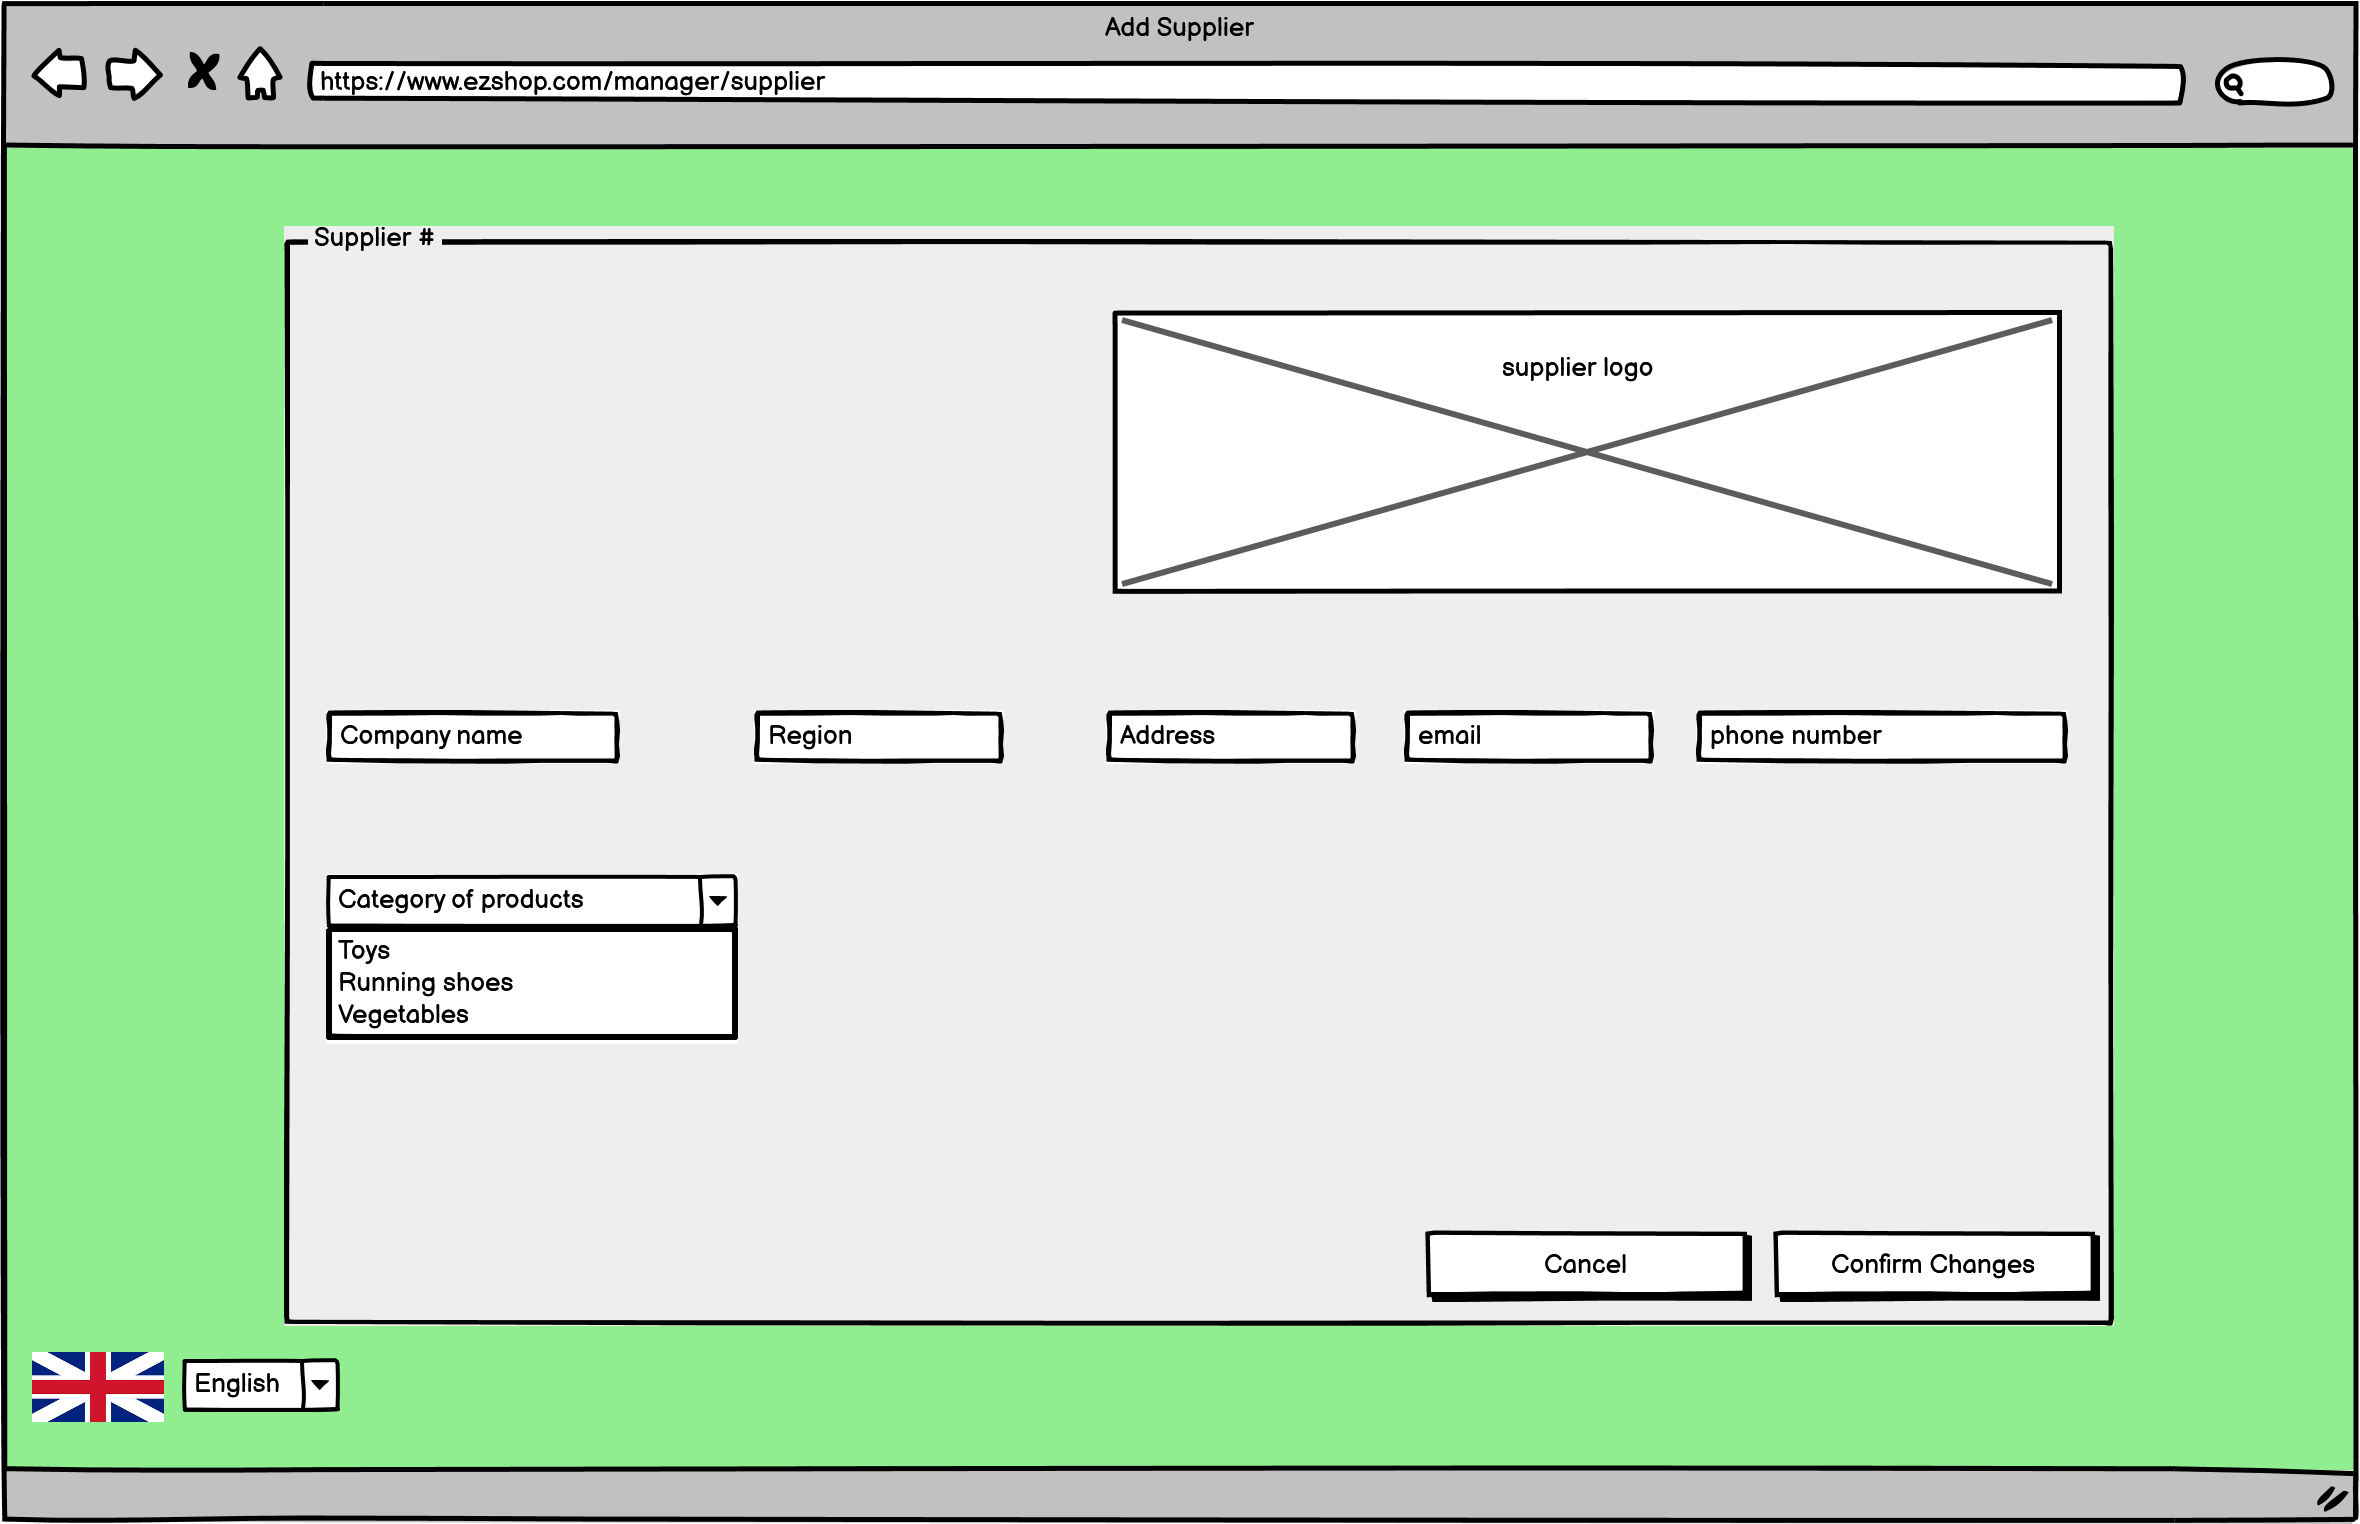 Add Supplier
https://www.ezshop.com/manager/supplier
Supplier #
supplier logo
Company name
Region
Address
email
phone number
Category of products
Toys
Running shoes
Vegetables
Cancel
Confirm Changes
English